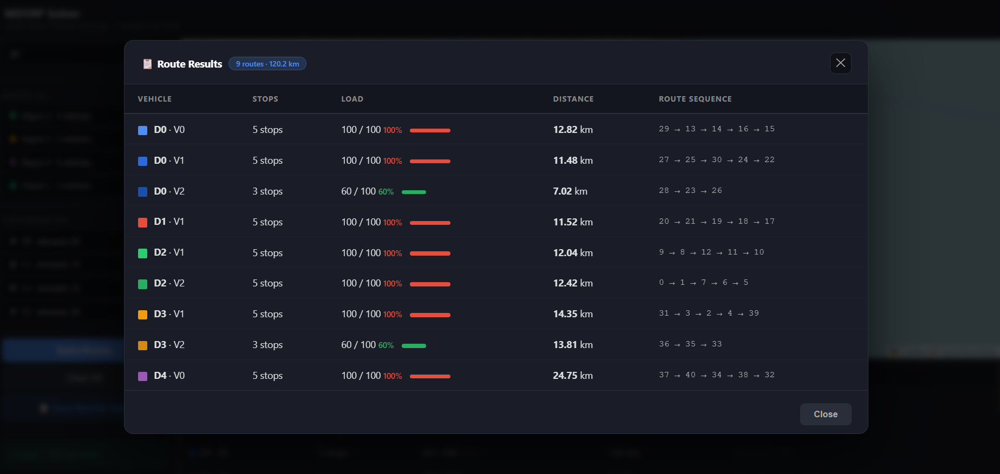 Route Results 9 routes · 120.2 km
VEHICLE STOPS LOAD DISTANCE ROUTE SEQUENCE
D0 · V0 5 stops 100 / 100 100% 12.82 km 29 → 13 → 14 → 16 → 15
D0 · V1 5 stops 100 / 100 100% 11.48 km 27 → 25 → 30 → 24 → 22
D0 · V2 3 stops 60 / 100 60% 7.02 km 28 → 23 → 26
D1 · V1 5 stops 100 / 100 100% 11.52 km 20 → 21 → 19 → 18 → 17
D2 · V1 5 stops 100 / 100 100% 12.04 km 9 → 8 → 12 → 11 → 10
D2 · V2 5 stops 100 / 100 100% 12.42 km 0 → 1 → 7 → 6 → 5
D3 · V1 5 stops 100 / 100 100% 14.35 km 31 → 3 → 2 → 4 → 39
D3 · V2 3 stops 60 / 100 60% 13.81 km 36 → 35 → 33
D4 · V0 5 stops 100 / 100 100% 24.75 km 37 → 40 → 34 → 38 → 32
Close